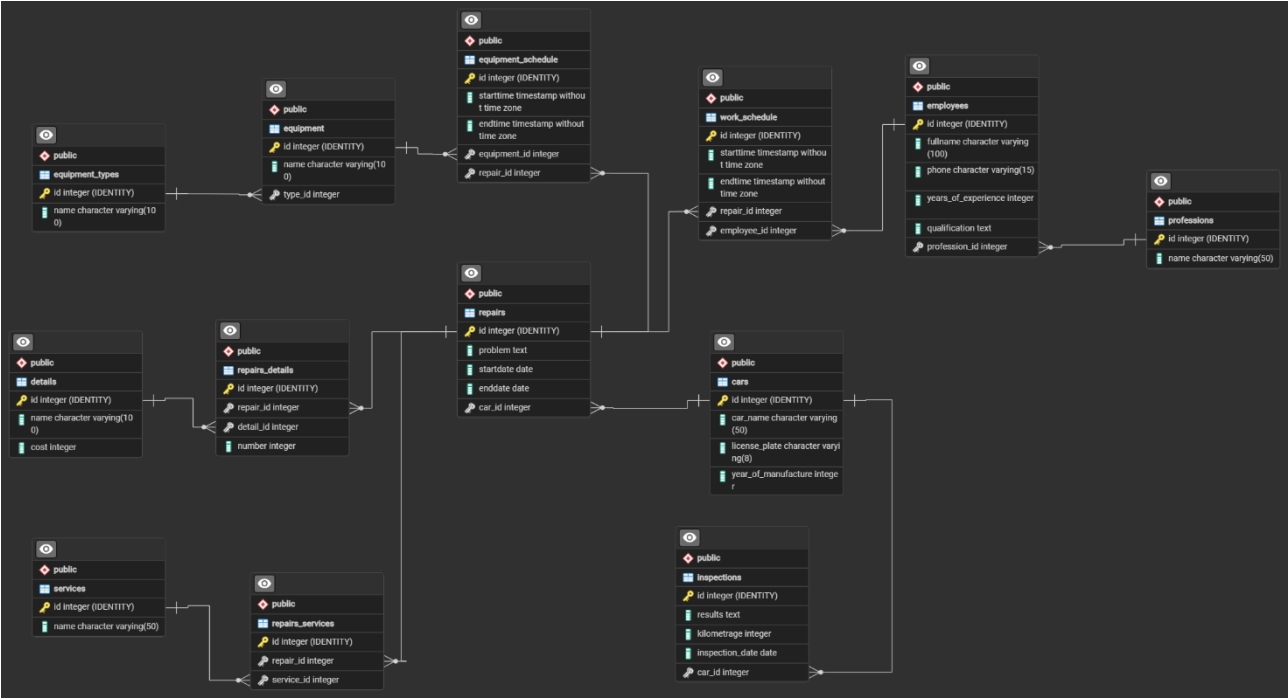 public
equipment_schedule
id integer (IDENTITY)
starttime timestamp withou
t time zone
endtime timestamp without
time zone
equipment_id integer
repair_id integer
public
equipment
id integer (IDENTITY)
name character varying(10
0)
type_id integer
public
equipment_types
id integer (IDENTITY)
name character varying(10
0)
public
work_schedule
id integer (IDENTITY)
starttime timestamp withou
t time zone
endtime timestamp without
time zone
repair_id integer
employee_id integer
public
employees
id integer (IDENTITY)
fullname character varying
(100)
phone character varying(15)
years_of_experience integer
qualification text
profession_id integer
public
professions
id integer (IDENTITY)
name character varying(50)
public
repairs
id integer (IDENTITY)
problem text
startdate date
enddate date
car_id integer
public
details
id integer (IDENTITY)
name character varying(10
0)
cost integer
public
repairs_details
id integer (IDENTITY)
repair_id integer
detail_id integer
number integer
public
cars
id integer (IDENTITY)
car_name character varying
(50)
license_plate character varyi
ng(8)
year_of_manufacture intege
r
public
services
id integer (IDENTITY)
name character varying(50)
public
repairs_services
id integer (IDENTITY)
repair_id integer
service_id integer
public
inspections
id integer (IDENTITY)
results text
kilometrage integer
inspection_date date
car_id integer